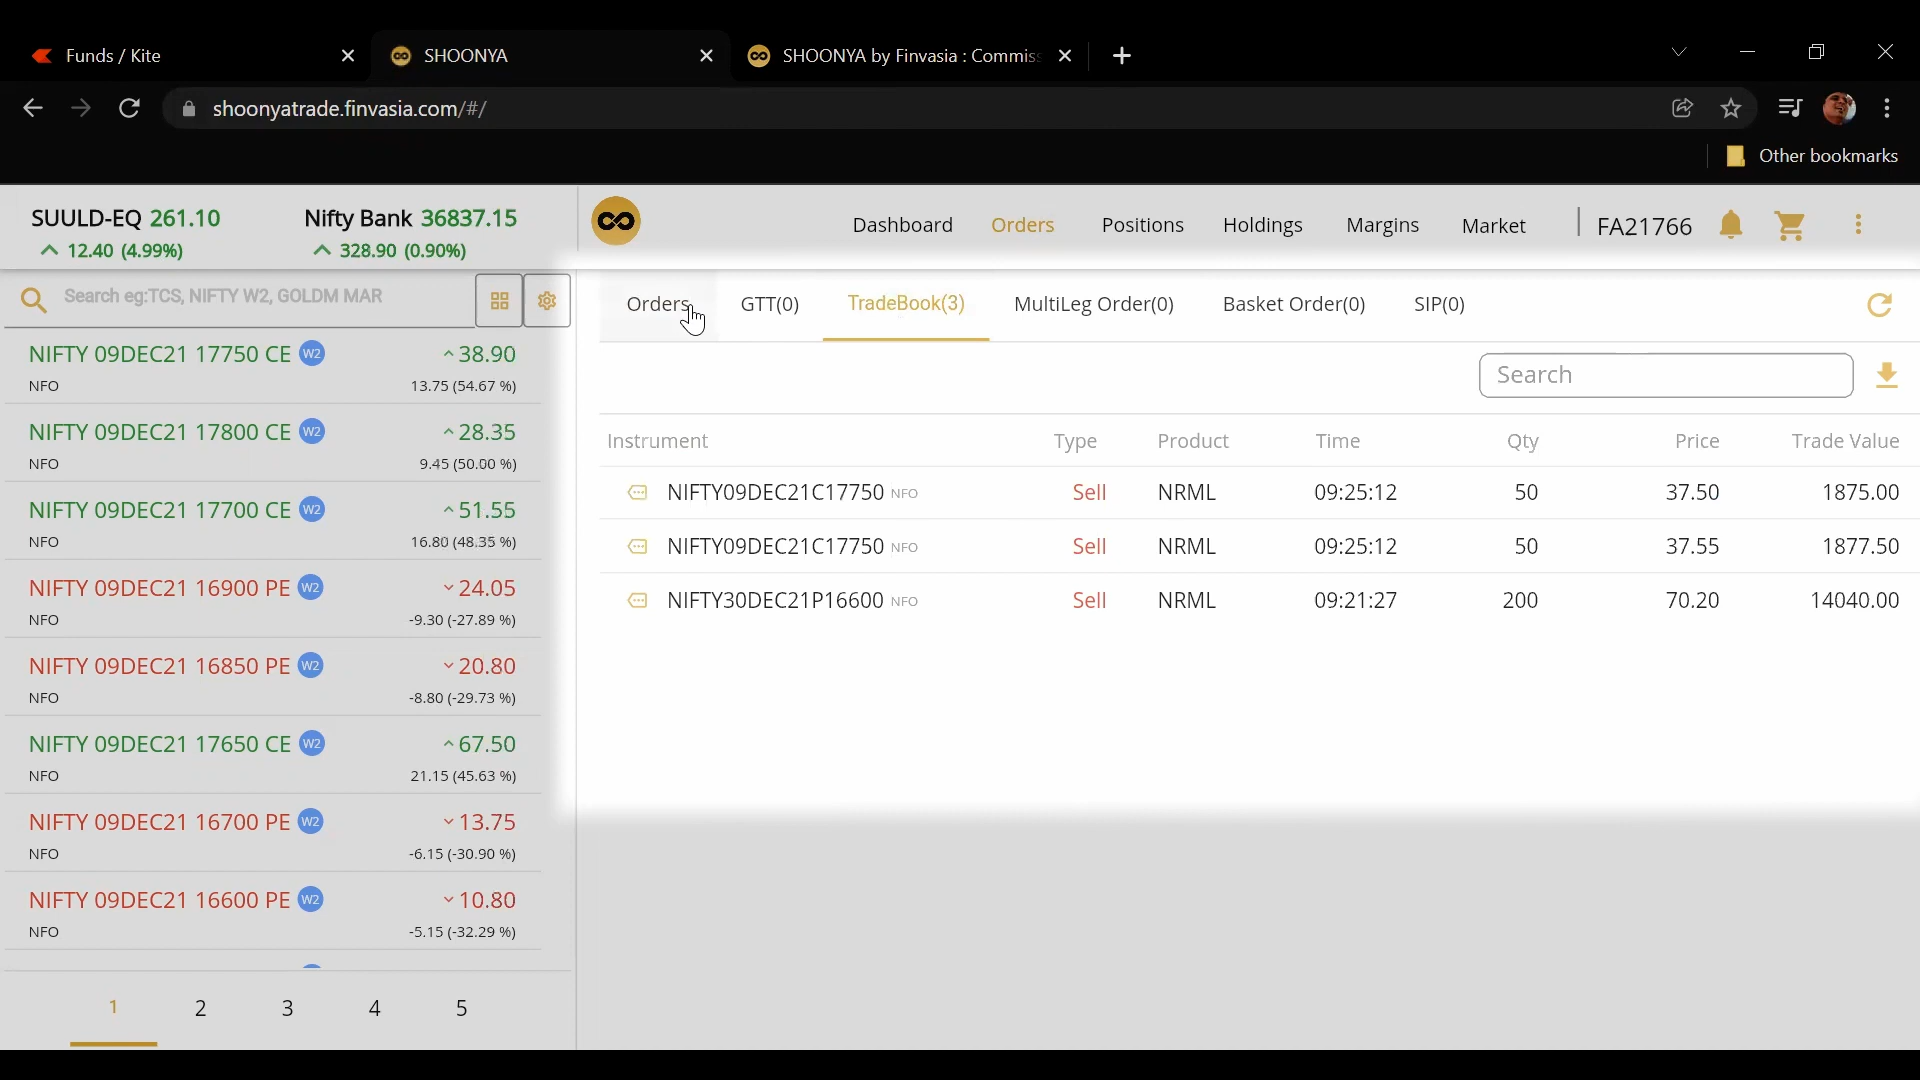 Funds / Kite
SHOONYA
SHOONYA by Finvasia : Commis
shoonyatrade.finvasia.com/#/
Other bookmarks
SUULD-EQ 261.10
12.40 (4.99%)
Nifty Bank 36837.15
328.90 (0.90%)
Dashboard
Orders
Positions
Holdings
Margins
Market
FA21766
Search eg:TCS, NIFTY W2, GOLDM MAR
NIFTY 09DEC21 17750 CE W2 38.90
NFO 13.75 (54.67 %)
NIFTY 09DEC21 17800 CE W2 28.35
NFO 9.45 (50.00 %)
NIFTY 09DEC21 17700 CE W2 51.55
NFO 16.80 (48.35 %)
NIFTY 09DEC21 16900 PE W2 24.05
NFO -9.30 (-27.89 %)
NIFTY 09DEC21 16850 PE W2 20.80
NFO -8.80 (-29.73 %)
NIFTY 09DEC21 17650 CE W2 67.50
NFO 21.15 (45.63 %)
NIFTY 09DEC21 16700 PE W2 13.75
NFO -6.15 (-30.90 %)
NIFTY 09DEC21 16600 PE W2 10.80
NFO -5.15 (-32.29 %)
1 2 3 4 5
Orders GTT(0) TradeBook(3) MultiLeg Order(0) Basket Order(0) SIP(0)
Search
Instrument Type Product Time Qty Price Trade Value
NIFTY09DEC21C17750 NFO Sell NRML 09:25:12 50 37.50 1875.00
NIFTY09DEC21C17750 NFO Sell NRML 09:25:12 50 37.55 1877.50
NIFTY30DEC21P16600 NFO Sell NRML 09:21:27 200 70.20 14040.00